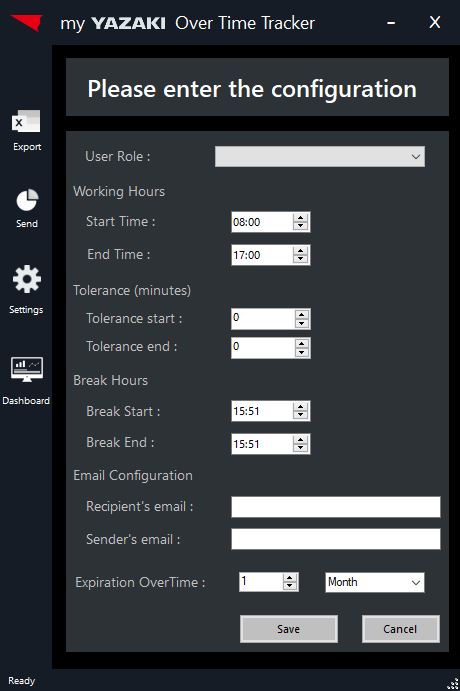 my YAZAKI Over Time Tracker – X
Please enter the configuration
Export
Send
Settings
Dashboard
User Role :
Working Hours
Start Time : 08:00
End Time : 17:00
Tolerance (minutes)
Tolerance start : 0
Tolerance end : 0
Break Hours
Break Start : 15:51
Break End : 15:51
Email Configuration
Recipient's email :
Sender's email :
Expiration OverTime : 1 Month
Save Cancel
Ready